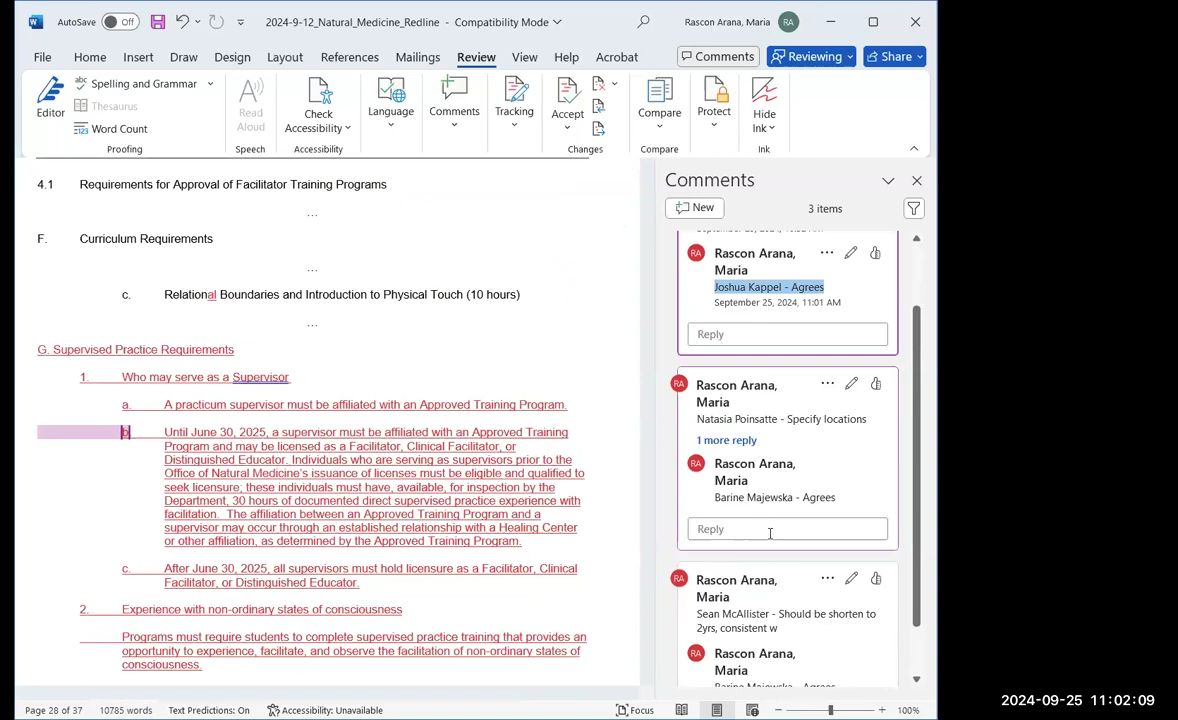 AutoSave Off 2024-9-12_Natural_Medicine_Redline - Compatibility Mode Rascon Arana, Maria RA
File Home Insert Draw Design Layout References Mailings Review View Help Acrobat Comments Reviewing Share
Editor
Spelling and Grammar
Thesaurus
Word Count
Proofing
Read
Aloud
Speech
Check
Accessibility
Accessibility
Language
Comments
Tracking
Accept
Changes
Compare
Compare
Protect
Hide
Ink
Ink
4.1 Requirements for Approval of Facilitator Training Programs
...
F. Curriculum Requirements
...
c. Relational Boundaries and Introduction to Physical Touch (10 hours)
...
G. Supervised Practice Requirements
1. Who may serve as a Supervisor
a. A practicum supervisor must be affiliated with an Approved Training Program.
b. Until June 30, 2025, a supervisor must be affiliated with an Approved Training
Program and may be licensed as a Facilitator, Clinical Facilitator, or
Distinguished Educator. Individuals who are serving as supervisors prior to the
Office of Natural Medicine's issuance of licenses must be eligible and qualified to
seek licensure; these individuals must have, available, for inspection by the
Department, 30 hours of documented direct supervised practice experience with
facilitation. The affiliation between an Approved Training Program and a
supervisor may occur through an established relationship with a Healing Center
or other affiliation, as determined by the Approved Training Program.
c. After June 30, 2025, all supervisors must hold licensure as a Facilitator, Clinical
Facilitator, or Distinguished Educator.
2. Experience with non-ordinary states of consciousness
Programs must require students to complete supervised practice training that provides an
opportunity to experience, facilitate, and observe the facilitation of non-ordinary states of
consciousness.
Comments
New 3 items
RA Rascon Arana,
Maria
Joshua Kappel - Agrees
September 25, 2024, 11:01 AM
Reply
RA Rascon Arana,
Maria
Natasia Poinsatte - Specify locations
1 more reply
RA Rascon Arana,
Maria
Barine Majewska - Agrees
Reply
RA Rascon Arana,
Maria
Sean McAllister - Should be shorten to
2yrs, consistent w
RA Rascon Arana,
Maria
Barine Majewska - Agrees
Page 28 of 37 10785 words Text Predictions: On Accessibility: Unavailable Focus 100%
2024-09-25 11:02:09